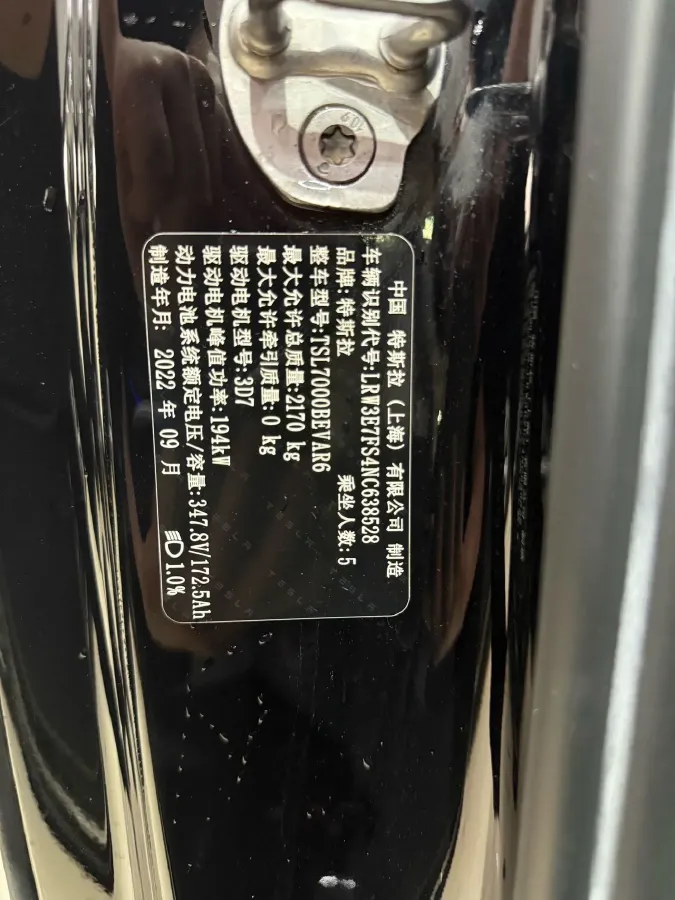 中国 特斯拉（上海）有限公司 制造
车辆识别代号:LRW3E7FS4NC638528
品牌:特斯拉 乘坐人数:5
整车型号:TSL7000BEVAR6
最大允许总质量:2170 kg
最大允许牵引质量: 0 kg
驱动电机型号:3D7
驱动电机峰值功率:194kW
动力电池系统额定电压/容量:347.8V/172.5Ah
制造年月: 2022 年 09 月 1.0%
10.9
TESLA TESLA TESLA